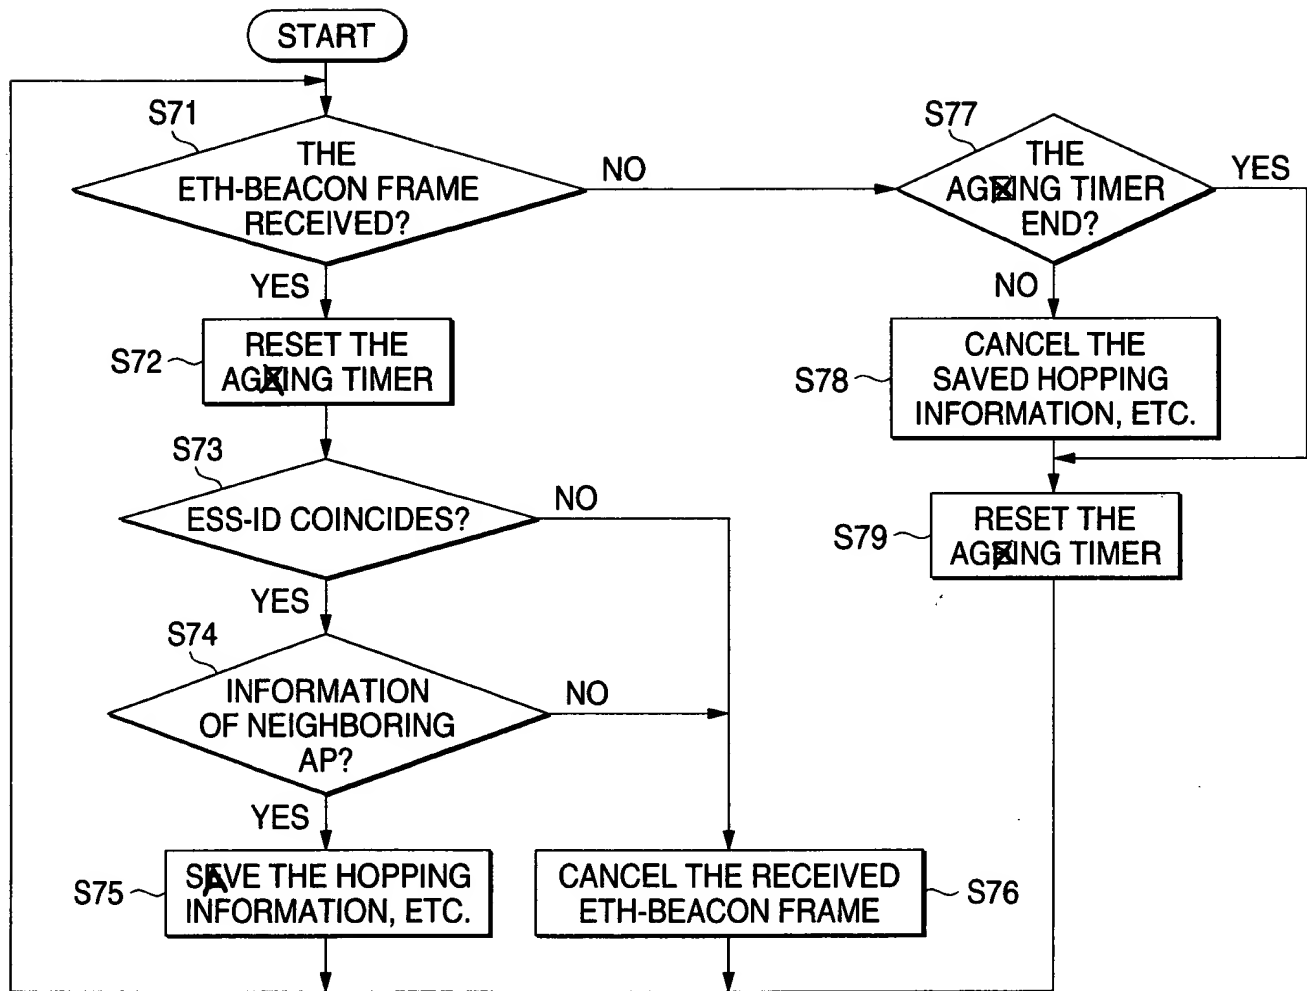 START
S71
THE
ETH-BEACON FRAME
RECEIVED?
NO
YES
S77
THE
AGING TIMER
END?
YES
NO
S72
RESET THE
AGING TIMER
S78
CANCEL THE
SAVED HOPPING
INFORMATION, ETC.
S73
ESS-ID COINCIDES?
NO
YES
S79
RESET THE
AGING TIMER
S74
INFORMATION
OF NEIGHBORING
AP?
NO
YES
S75
SAVE THE HOPPING
INFORMATION, ETC.
CANCEL THE RECEIVED
ETH-BEACON FRAME
S76